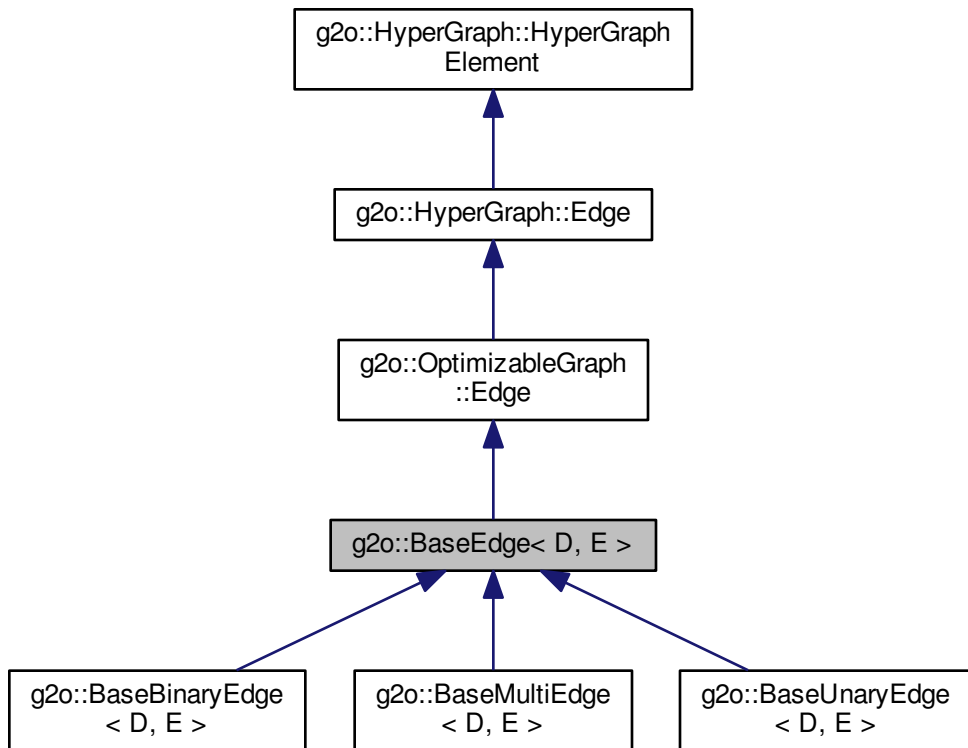 g2o::HyperGraph::HyperGraph
Element
g2o::HyperGraph::Edge
g2o::OptimizableGraph
::Edge
g2o::BaseEdge< D, E >
g2o::BaseBinaryEdge
< D, E >
g2o::BaseMultiEdge
< D, E >
g2o::BaseUnaryEdge
< D, E >